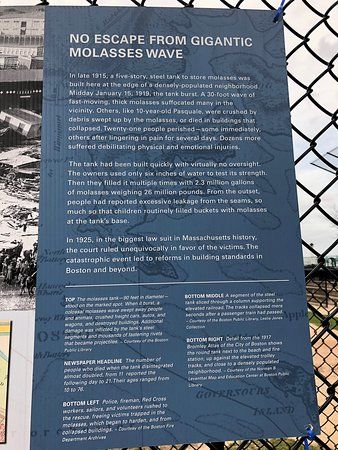 NO ESCAPE FROM GIGANTIC
MOLASSES WAVE
In late 1915, a five-story, steel tank to store molasses was
built here at the edge of a densely-populated neighborhood.
Midday January 15, 1919, the tank burst. A 30-foot wave of
fast-moving, thick molasses suffocated many in the
vicinity. Others, like 10-year-old Pasquale, were crushed by
debris swept up by the molasses, or died in buildings that
collapsed. Twenty-one people perished—some immediately,
others after lingering in pain for several days. Dozens more
suffered debilitating physical and emotional injuries.
The tank had been built quickly with virtually no oversight.
The owners used only six inches of water to test its strength.
Then they filled it multiple times with 2.3 million gallons
of molasses weighing 26 million pounds. From the outset,
people had reported excessive leakage from the seams, so
much so that children routinely filled buckets with molasses
at the tank's base.
In 1925, in the biggest law suit in Massachusetts history,
the court ruled unequivocally in favor of the victims. The
catastrophic event led to reforms in building standards in
Boston and beyond.
TOP The molasses tank—90 feet in diameter—
stood on the marked spot. When it burst, a
colossal molasses wave swept away people
and animals, crushed freight cars, autos, and
wagons, and destroyed buildings. Additional
damage was inflicted by the tank's steel
segments and thousands of fastening rivets
that became projectiles. – Courtesy of the Boston
Public Library
NEWSPAPER HEADLINE The number of
people who died when the tank disintegrated
almost doubled, from 11 reported the
following day to 21. Their ages ranged from
10 to 76.
BOTTOM LEFT Police, firemen, Red Cross
workers, sailors, and volunteers rushed to
the rescue, freeing victims trapped in the
molasses, which began to harden, and from
collapsed buildings. – Courtesy of the Boston Fire
Department Archives
BOTTOM MIDDLE A segment of the steel
tank sliced through a column supporting the
elevated railroad. The tracks collapsed mere
seconds after a passenger train had passed.
– Courtesy of the Boston Public Library, Leslie Jones
Collection
BOTTOM RIGHT Detail from the 1917
Bromley Atlas of the City of Boston shows
the round tank next to the beach and fire
station, up against the elevated trolley
tracks, and close to a densely populated
neighborhood. – Courtesy of the Norman B.
Leventhal Map and Education Center at Boston Public
Library
ISLAND